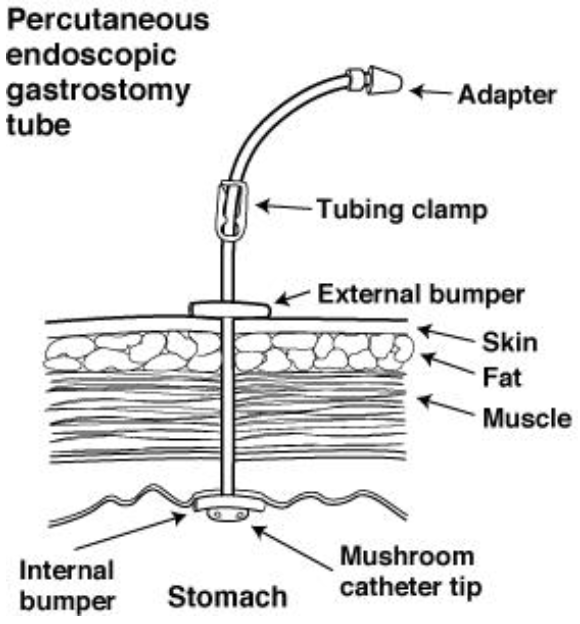 Percutaneous
endoscopic
gastrostomy
tube
Adapter
Tubing clamp
External bumper
Skin
Fat
Muscle
Internal
bumper
Stomach
Mushroom
catheter tip